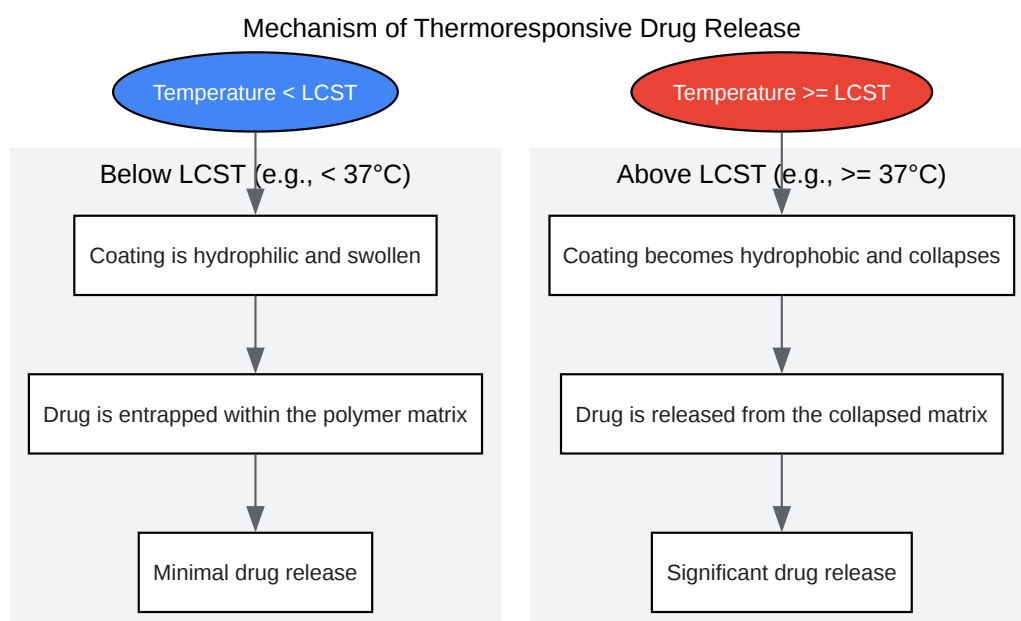 Mechanism of Thermoresponsive Drug Release
Temperature < LCST
Below LCST (e.g., < 37°C)
Coating is hydrophilic and swollen
Drug is entrapped within the polymer matrix
Minimal drug release
Temperature >= LCST
Above LCST (e.g., >= 37°C)
Coating becomes hydrophobic and collapses
Drug is released from the collapsed matrix
Significant drug release